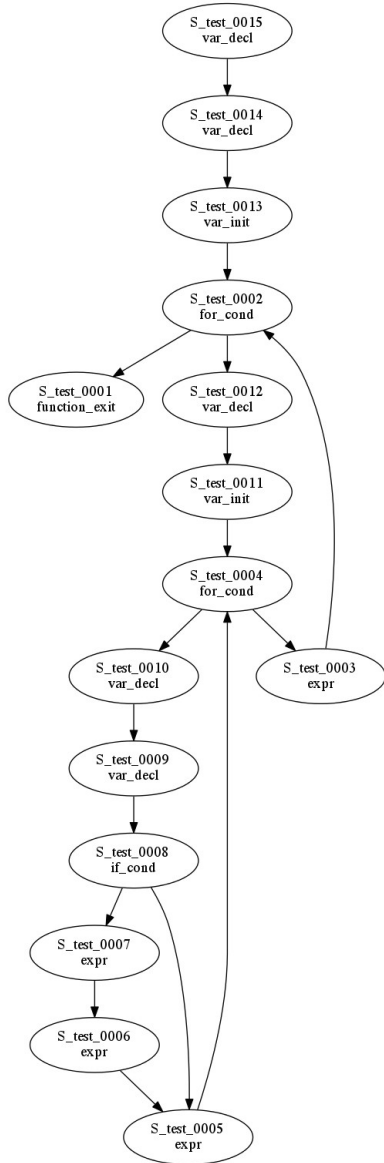 S_test_0015
var_decl
S_test_0014
var_decl
S_test_0013
var_init
S_test_0002
for_cond
S_test_0001
function_exit
S_test_0012
var_decl
S_test_0011
var_init
S_test_0004
for_cond
S_test_0010
var_decl
S_test_0003
expr
S_test_0009
var_decl
S_test_0008
if_cond
S_test_0007
expr
S_test_0006
expr
S_test_0005
expr